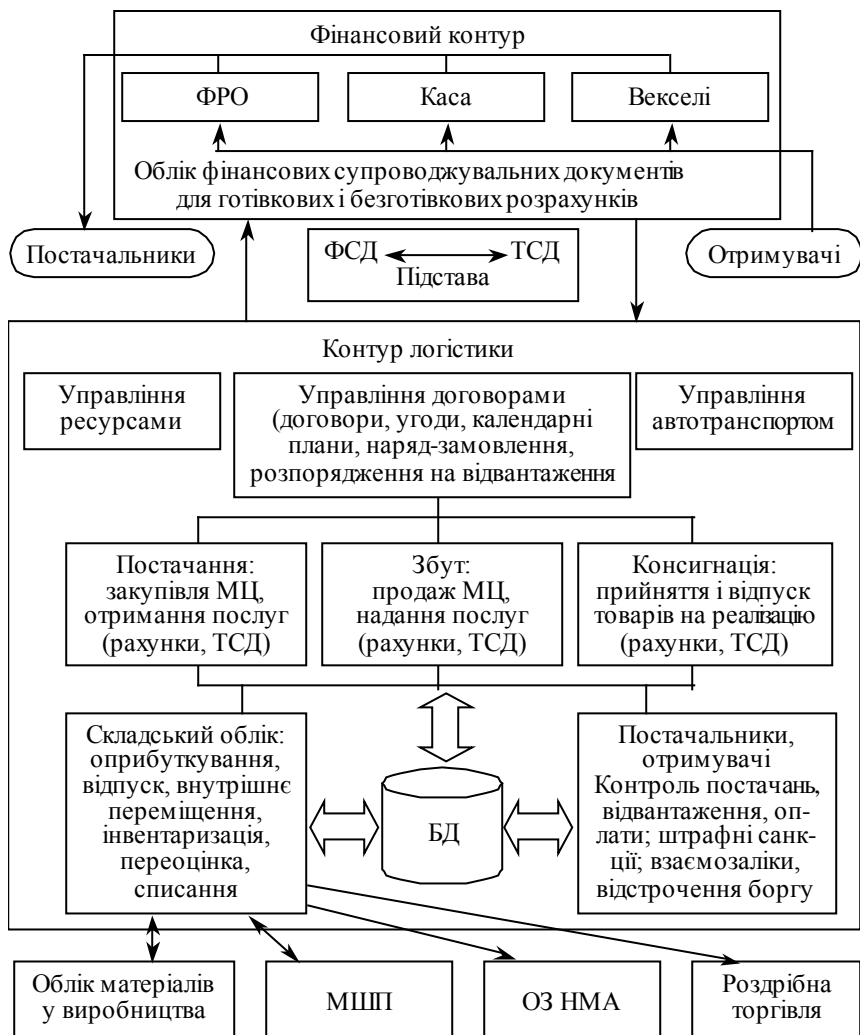 Фінансовий контур
ФРО
Каса
Векселі
Облік фінансових супроводжувальних документів
для готівкових і безготівкових розрахунків
Постачальники
ФСД
ТСД
Підстава
Отримувачі
Контур логістики
Управління
ресурсами
Управління договорами
(договори, угоди, календарні
плани, наряд-замовлення,
розпорядження на відвантаження
Управління
автотранспортом
Постачання:
закупівля МЦ,
отримання послуг
(рахунки, ТСД)
Збут:
продаж МЦ,
надання послуг
(рахунки, ТСД)
Консигнація:
прийняття і відпуск
товарів на реалізацію
(рахунки, ТСД)
Складський облік:
оприбуткування,
відпуск, внутрішнє
переміщення,
інвентаризація,
переоцінка,
списання
БД
Постачальники,
отримувачі
Контроль постачань,
відвантаження, оп-
лати; штрафні санк-
ції; взаємозаліки,
відстрочення боргу
Облік матеріалів
у виробництва
МШП
ОЗ НМА
Роздрібна
торгівля